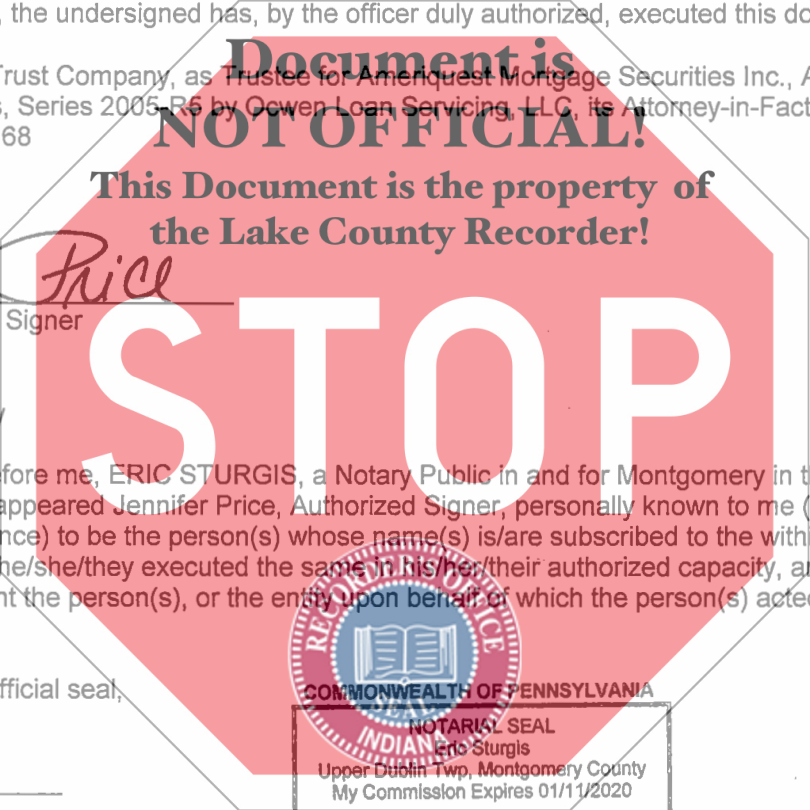 , the undersigned has, by the officer duly authorized, executed this do
Document is
Trust Company, as Trustee for Ameriquest Mortgage Securities Inc., A
s, Series 2005-R5 by Ocwen Loan Servicing, LLC, its Attorney-in-Fact
NOT OFFICIAL!
68
This Document is the property of
the Lake County Recorder!
Price
Signer
STOP
fore me, ERIC STURGIS, a Notary Public in and for Montgomery in t
appeared Jennifer Price, Authorized Signer, personally known to me (
nce) to be the person(s) whose name(s) is/are subscribed to the with
he/she/they executed the same in his/her/their authorized capacity, an
nt the person(s), or the entity upon behalf of which the person(s) acte
RECORDER'S OFFICE
SEAL
INDIANA
fficial seal,
COMMONWEALTH OF PENNSYLVANIA
NOTARIAL SEAL
Eric Sturgis
Upper Dublin Twp, Montgomery County
My Commission Expires 01/11/2020